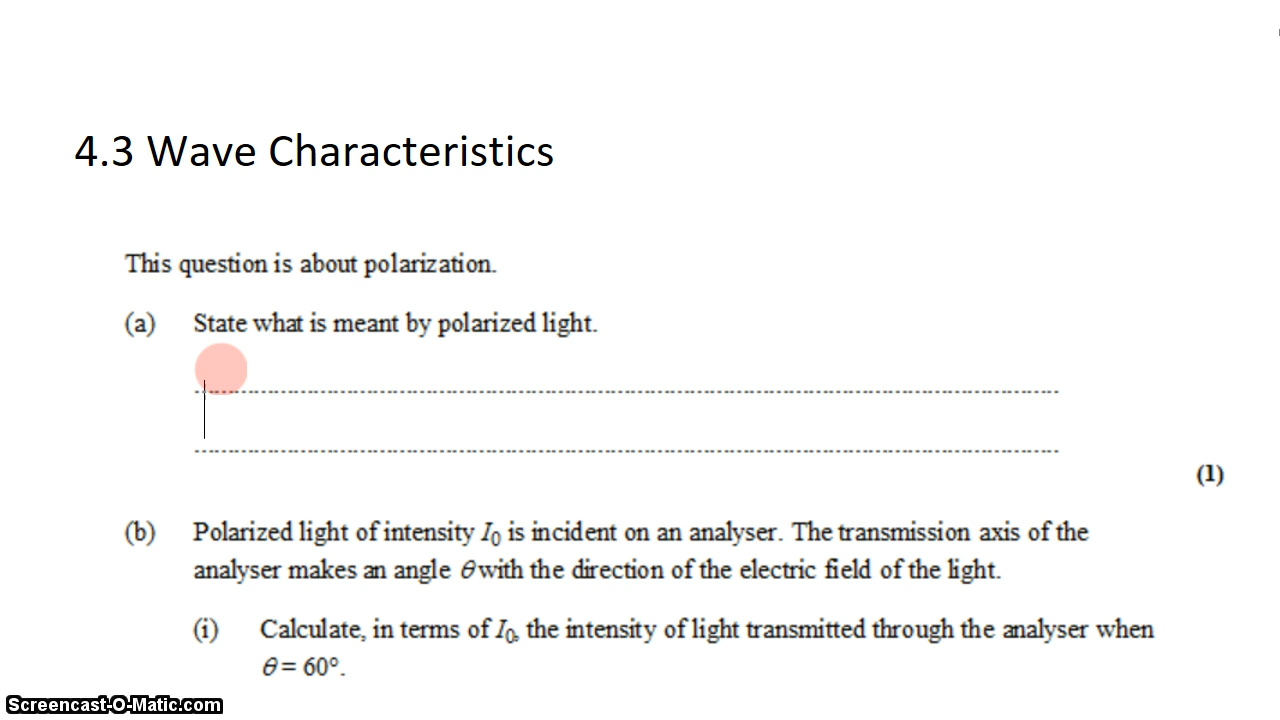 4.3 Wave Characteristics
This question is about polarization.
(a) State what is meant by polarized light.
(1)
(b) Polarized light of intensity I0 is incident on an analyser. The transmission axis of the
analyser makes an angle θ with the direction of the electric field of the light.
(i) Calculate, in terms of I0, the intensity of light transmitted through the analyser when
θ = 60°.
Screencast-O-Matic.com